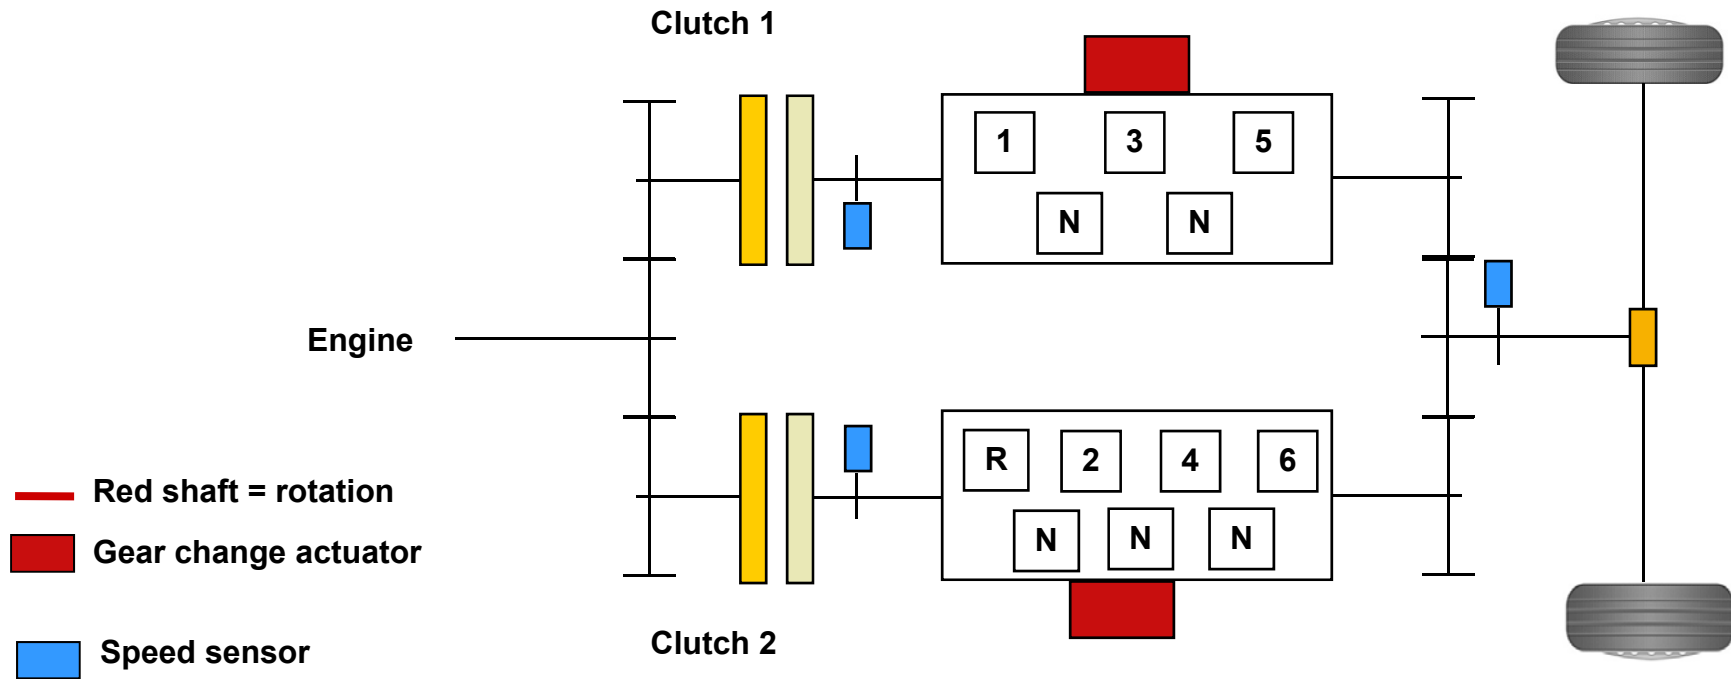 Clutch 1
1 3 5
N N
Engine
R 2 4 6
N N N
Red shaft = rotation
Gear change actuator
Clutch 2
Speed sensor